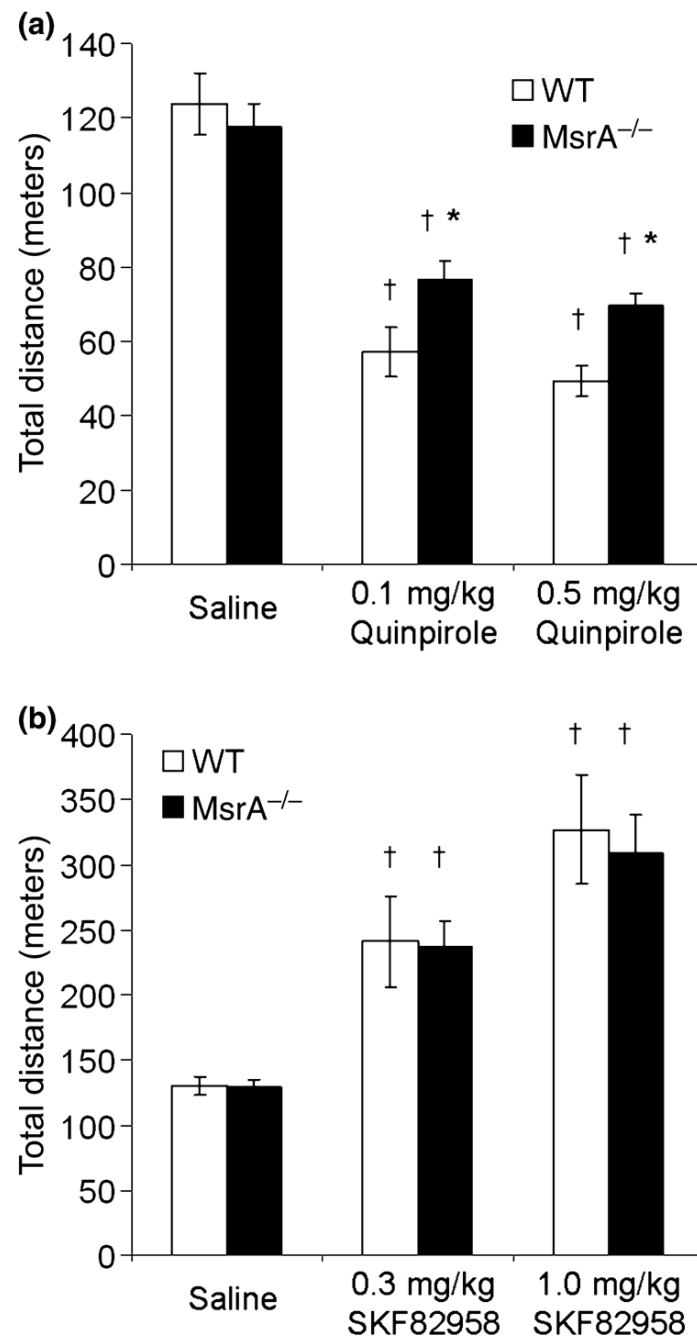 (a)
Total distance (meters)
140
120
100
80
60
40
20
0
WT
MsrA–/–
† *
†
† *
†
Saline
0.1 mg/kg
Quinpirole
0.5 mg/kg
Quinpirole
(b)
Total distance (meters)
400
350
300
250
200
150
100
50
0
WT
MsrA–/–
† †
† †
Saline
0.3 mg/kg
SKF82958
1.0 mg/kg
SKF82958